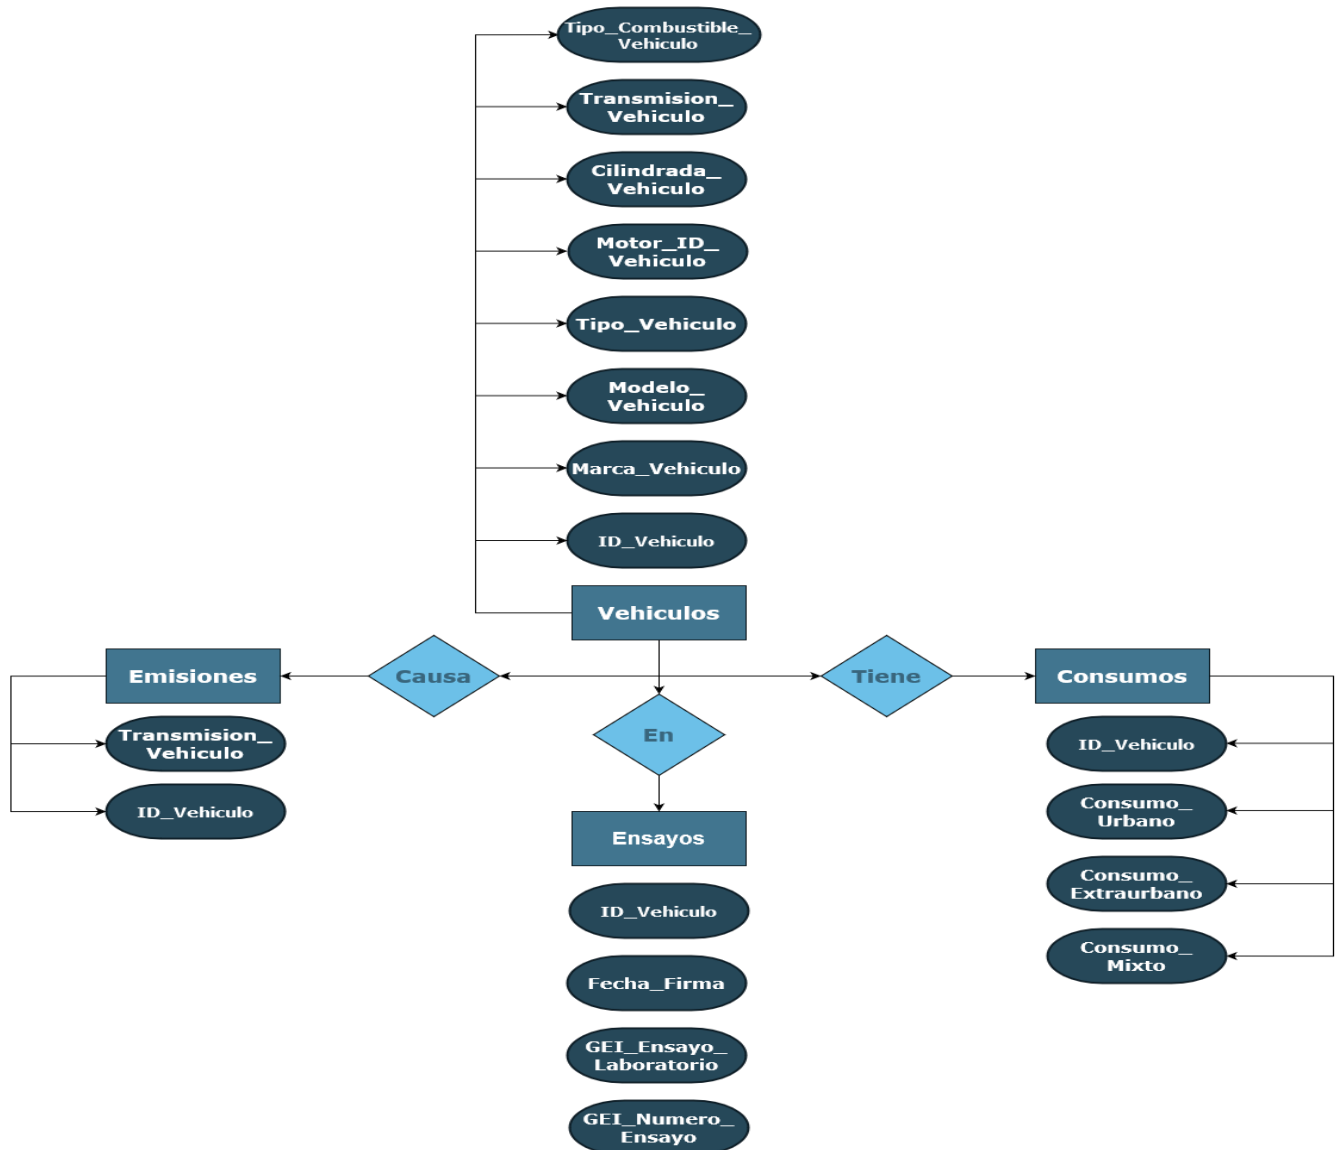 Tipo_Combustible_
Vehiculo
Transmision_
Vehiculo
Cilindrada_
Vehiculo
Motor_ID_
Vehiculo
Tipo_Vehiculo
Modelo_
Vehiculo
Marca_Vehiculo
ID_Vehiculo
Vehiculos
Emisiones
Causa
Tiene
Consumos
Transmision_
Vehiculo
ID_Vehiculo
En
Ensayos
ID_Vehiculo
Fecha_Firma
GEI_Ensayo_
Laboratorio
GEI_Numero_
Ensayo
ID_Vehiculo
Consumo_
Urbano
Consumo_
Extraurbano
Consumo_
Mixto